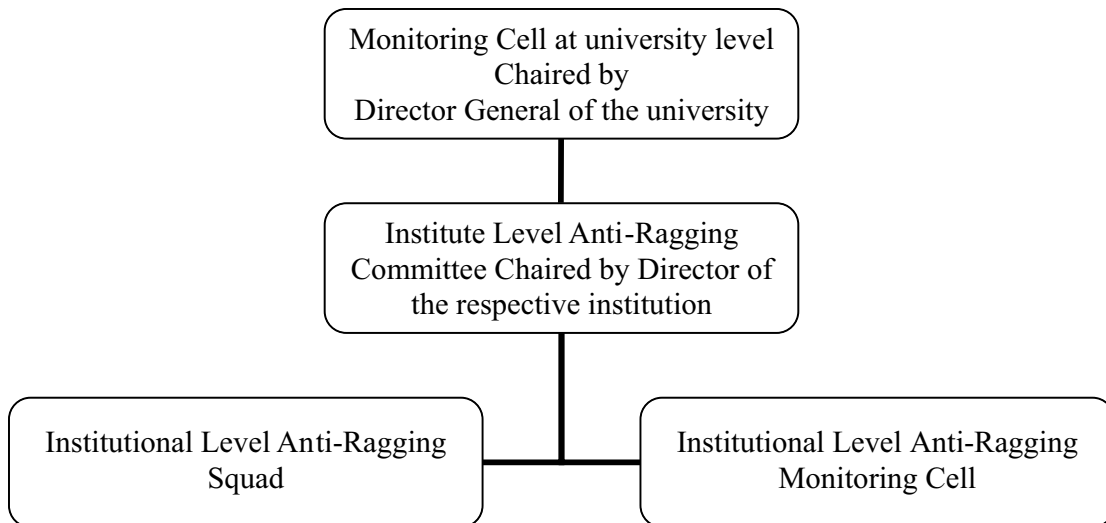 Monitoring Cell at university level
Chaired by
Director General of the university
Institute Level Anti-Ragging
Committee Chaired by Director of
the respective institution
Institutional Level Anti-Ragging
Squad
Institutional Level Anti-Ragging
Monitoring Cell